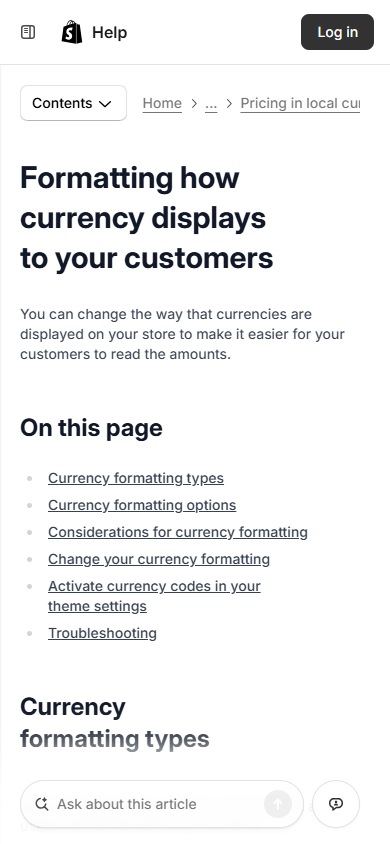 Help
Log in
Contents
Home
...
Pricing in local
Formatting how
currency displays
to your customers
You can change the way that currencies are
displayed on your store to make it easier for your
customers to read the amounts.
On this page
Currency formatting types
Currency formatting options
Considerations for currency formatting
Change your currency formatting
Activate currency codes in your
theme settings
Troubleshooting
Currency
formatting types
Ask about this article